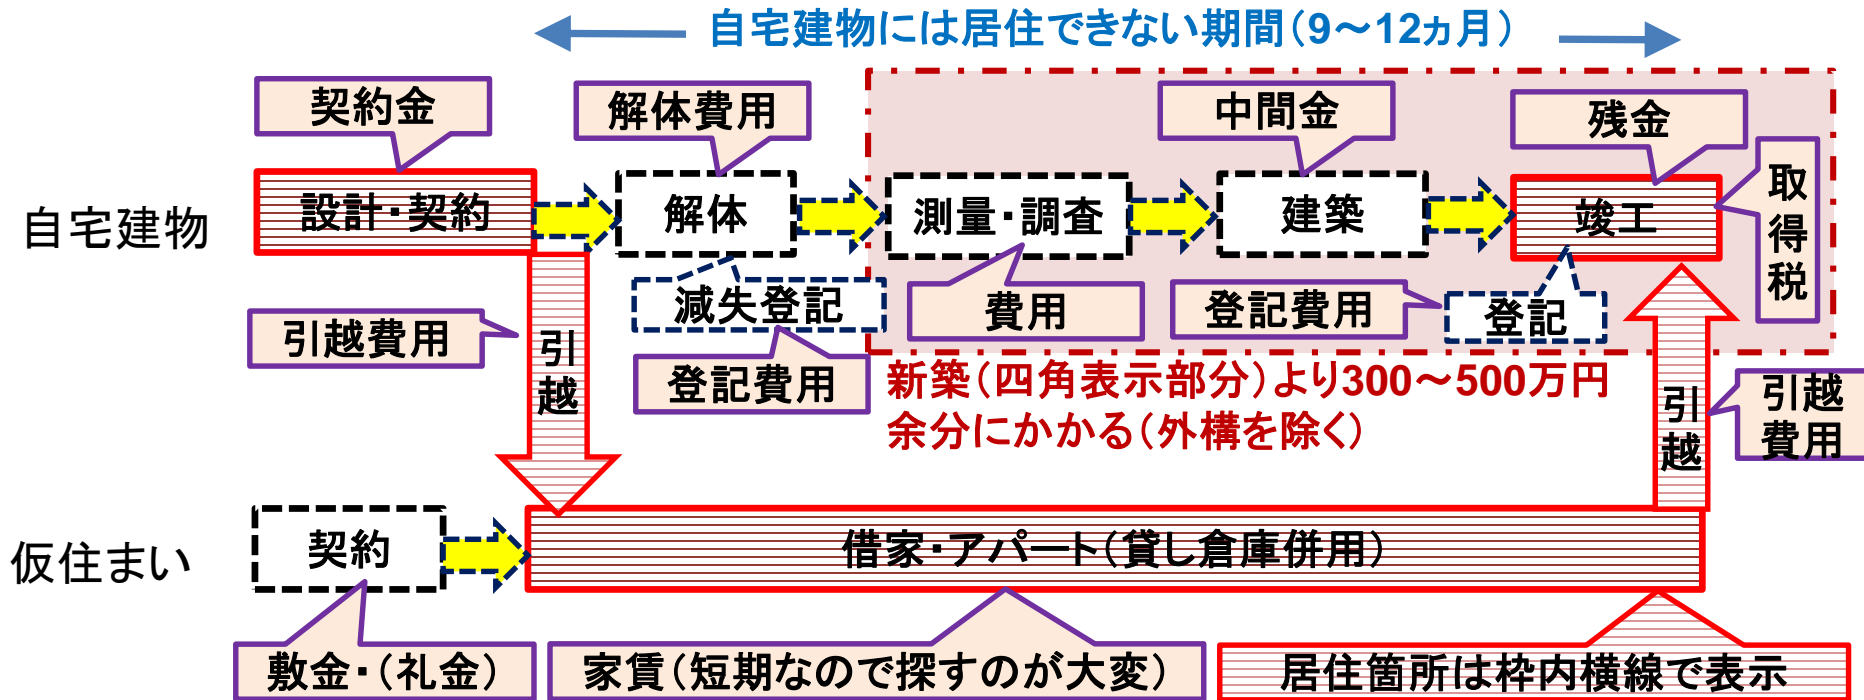 自宅建物には居住できない期間（9～12ヵ月）
契約金
解体費用
中間金
残金
取得税
自宅建物
設計・契約
解体
測量・調査
建築
竣工
減失登記
費用
登記費用
登記
引越費用
引越
登記費用
新築（四角表示部分）より300～500万円
余分にかかる（外構を除く）
引越
引越
費用
仮住まい
契約
借家・アパート（貸し倉庫併用）
敷金・（礼金）
家賃（短期なので探すのが大変）
居住箇所は枠内横線で表示